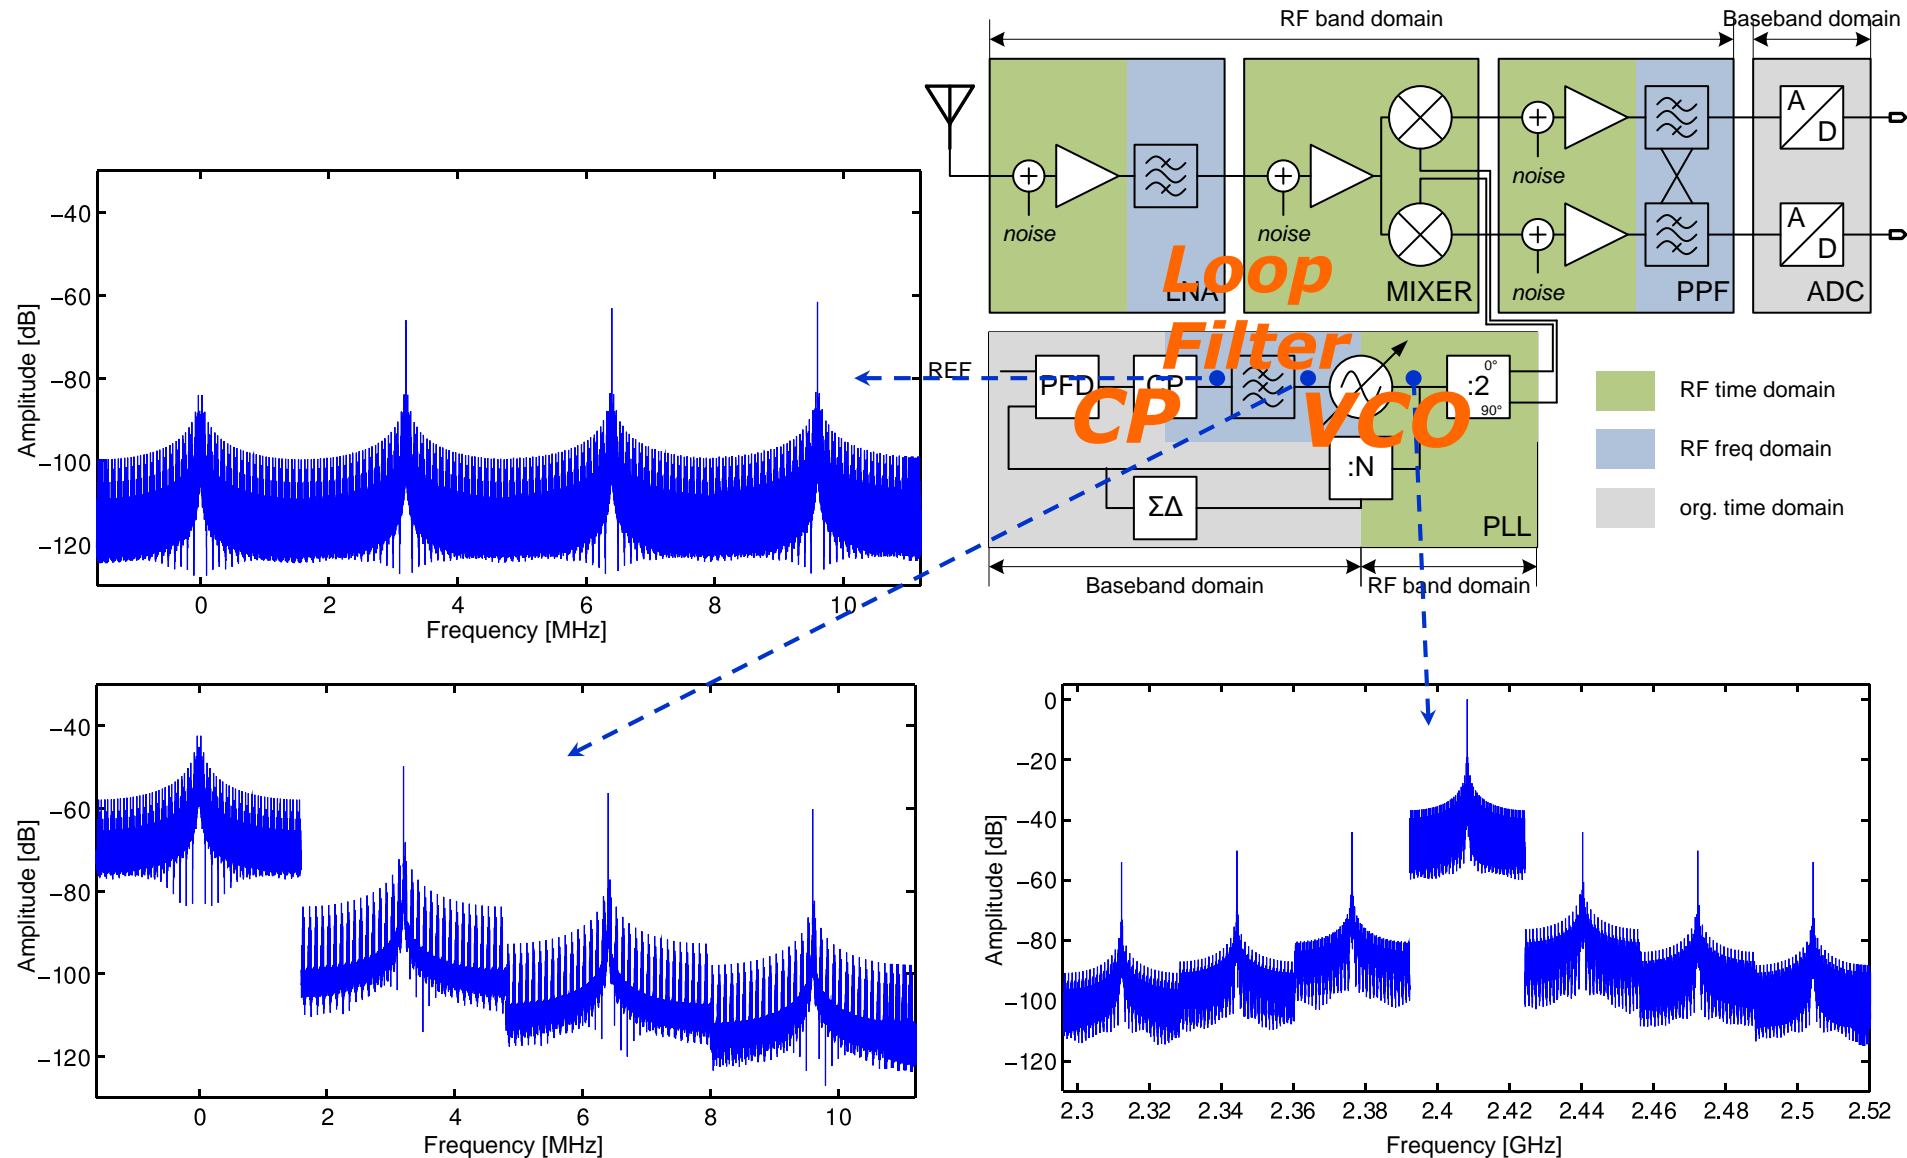 RF band domain
Baseband domain
A
D
noise
noise
noise
LNA
MIXER
noise
PPF
A
D
ADC
Loop
Filter
CP
VCO
REF
PFD
CP
:2
0°
90°
:N
ΣΔ
PLL
Baseband domain
RF band domain
RF time domain
RF freq domain
org. time domain
−40
−60
−80
−100
−120
Amplitude [dB]
0 2 4 6 8 10
Frequency [MHz]
−40
−60
−80
−100
−120
Amplitude [dB]
0 2 4 6 8 10
Frequency [MHz]
0
−20
−40
−60
−80
−100
−120
Amplitude [dB]
2.3 2.32 2.34 2.36 2.38 2.4 2.42 2.44 2.46 2.48 2.5 2.52
Frequency [GHz]